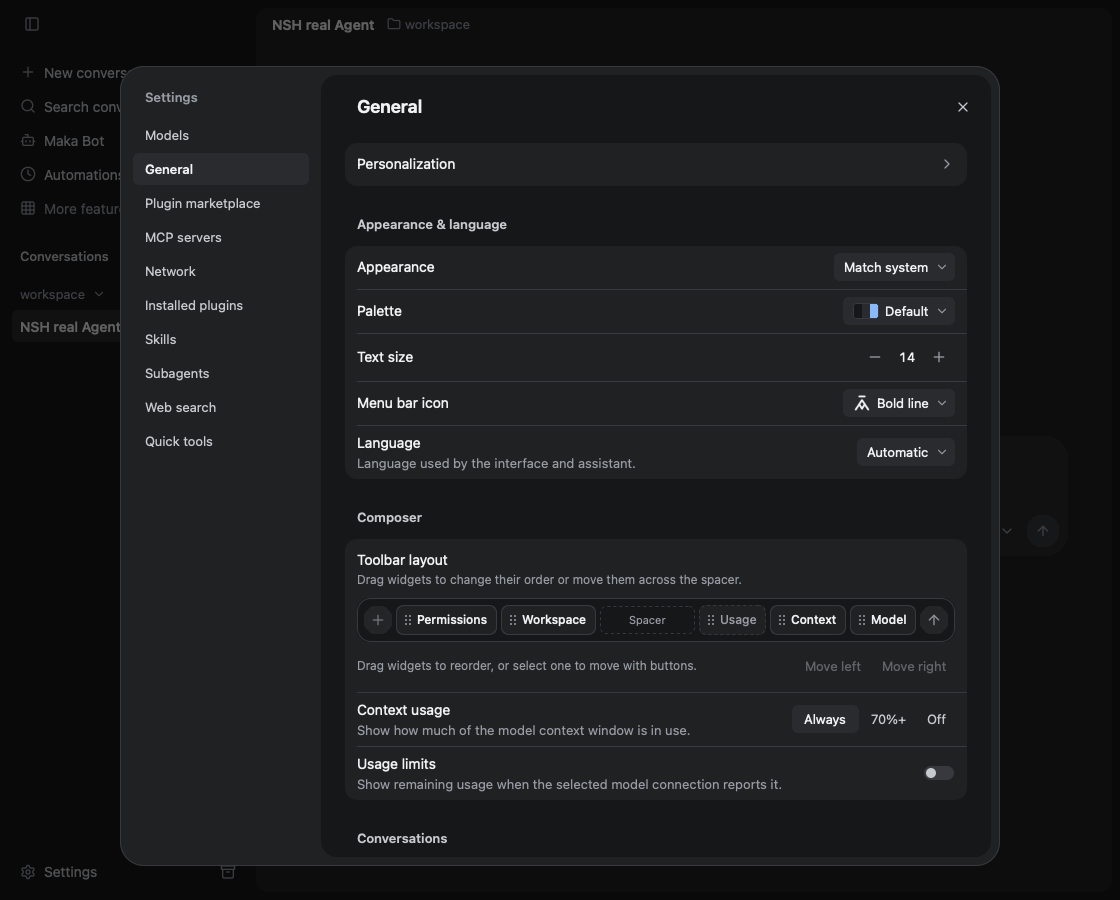 NSH real Agent workspace
New convers
Search conv
Maka Bot
Automations
More featur
Conversations
workspace
NSH real Agent
Settings
Settings
Models
General
Plugin marketplace
MCP servers
Network
Installed plugins
Skills
Subagents
Web search
Quick tools
General
Personalization
Appearance & language
Appearance Match system
Palette Default
Text size 14
Menu bar icon Bold line
Language
Language used by the interface and assistant. Automatic
Composer
Toolbar layout
Drag widgets to change their order or move them across the spacer.
Permissions Workspace Spacer Usage Context Model
Drag widgets to reorder, or select one to move with buttons. Move left Move right
Context usage
Show how much of the model context window is in use. Always 70%+ Off
Usage limits
Show remaining usage when the selected model connection reports it.
Conversations